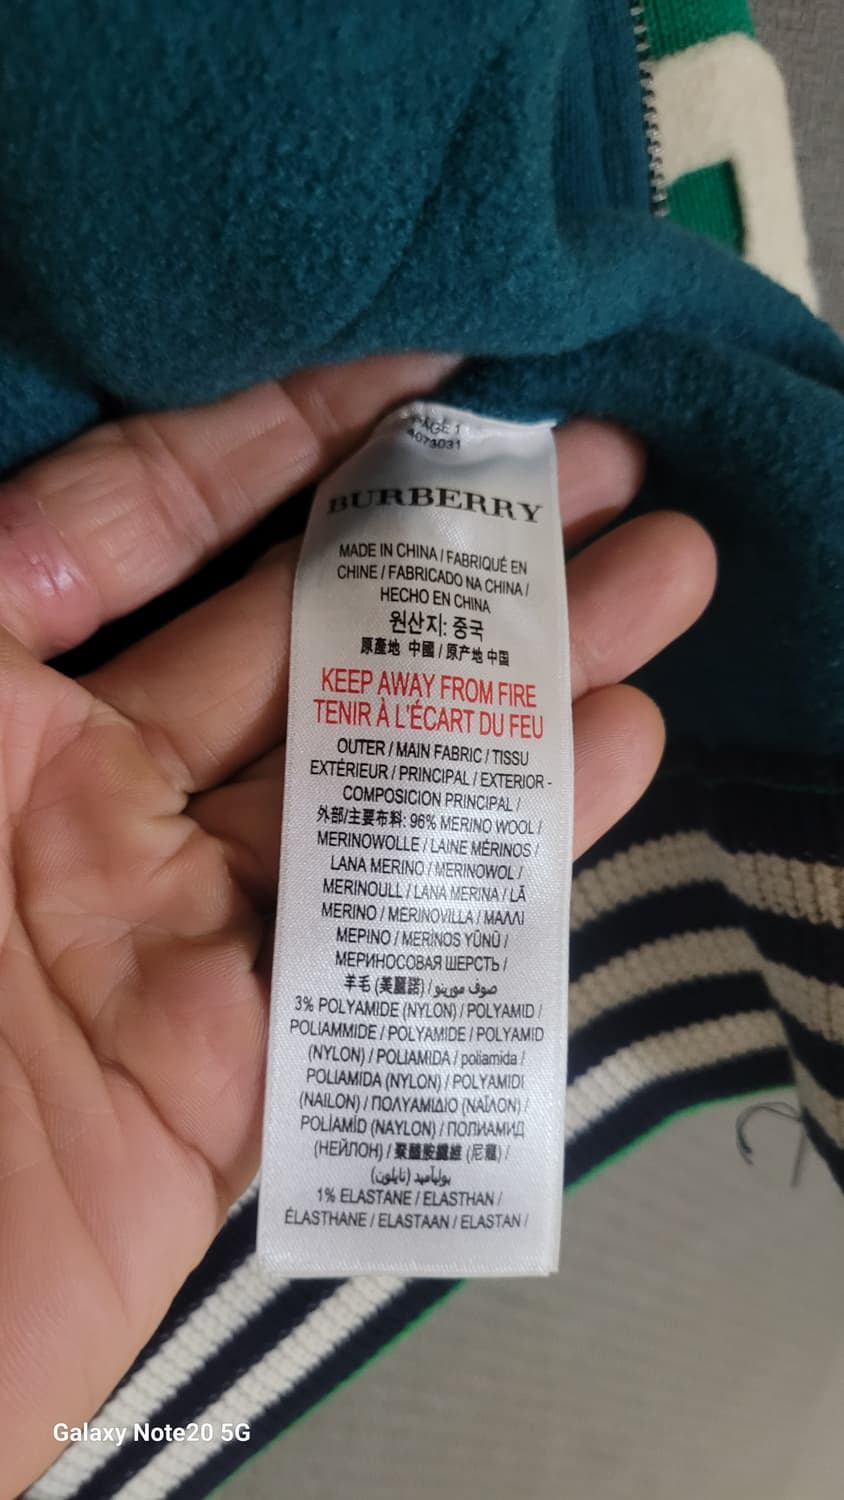 PAGE 1
4073031
BURBERRY
MADE IN CHINA / FABRIQUÉ EN
CHINE / FABRICADO NA CHINA /
HECHO EN CHINA
원산지: 중국
原產地 中國 / 原产地 中国
KEEP AWAY FROM FIRE
TENIR À L'ÉCART DU FEU
OUTER / MAIN FABRIC / TISSU
EXTÉRIEUR / PRINCIPAL / EXTERIOR -
COMPOSICION PRINCIPAL /
外部/主要布料: 96% MERINO WOOL /
MERINOWOLLE / LAINE MÉRINOS /
LANA MERINO / MERINOWOL /
MERINOULL / LANA MERINA / LÃ
MERINO / MERINOVILLA / ΜΑΛΛΙ
ΜΕΡΙΝΟ / MERİNOS YÜNÜ /
МЕРИНОСОВАЯ ШЕРСТЬ /
羊毛 (美麗諾) / صوف مورينو
3% POLYAMIDE (NYLON) / POLYAMID /
POLIAMMIDE / POLYAMIDE / POLYAMID
(NYLON) / POLIAMIDA / poliamida /
POLIAMIDA (NYLON) / POLYAMIDI
(NAILON) / ΠΟΛΥΑΜΙΔΙΟ (ΝΑΪΛΟΝ) /
POLİAMİD (NAYLON) / ПОЛИАМИД
(НЕЙЛОН) / 聚醯胺纖維 (尼龍) /
بولياميد (نايلون)
1% ELASTANE / ELASTHAN /
ÉLASTHANE / ELASTAAN / ELASTAN /
Galaxy Note20 5G